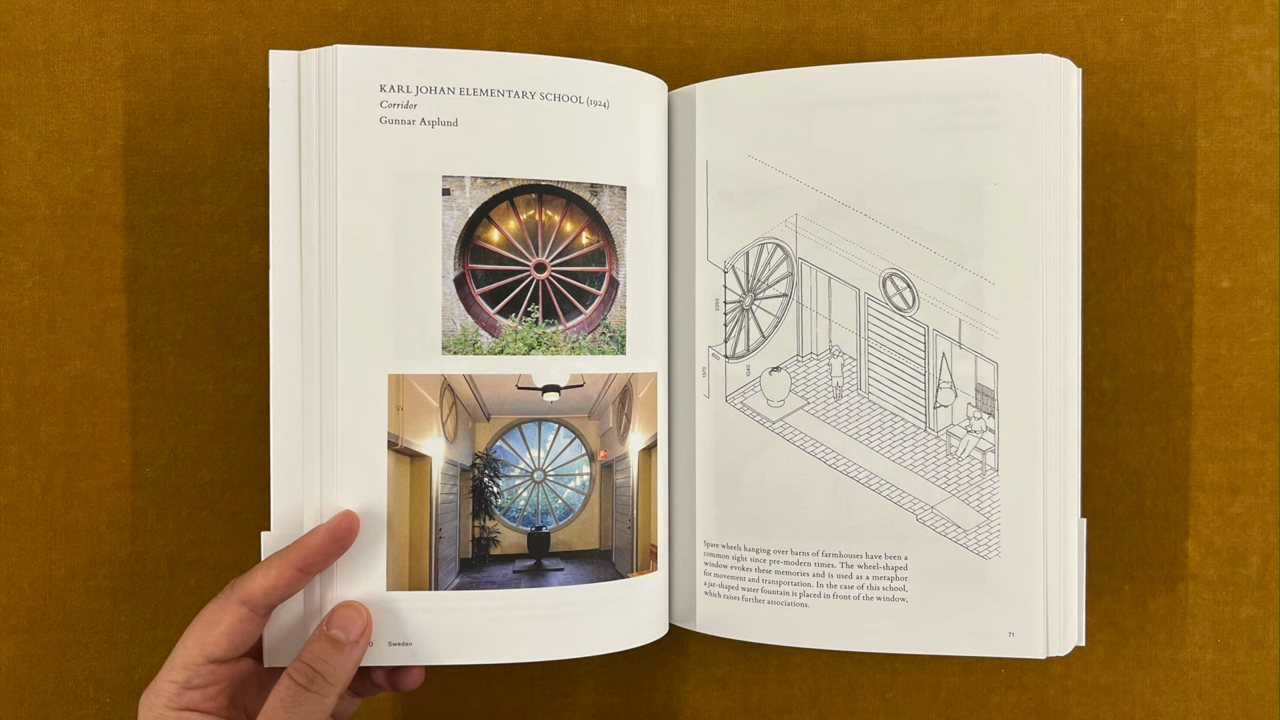 KARL JOHAN ELEMENTARY SCHOOL (1924)
Corridor
Gunnar Asplund
Sweden
2350
1370
1040
Spare wheels hanging over barns of farmhouses have been a
common sight since pre-modern times. The wheel-shaped
window evokes these memories and is used as a metaphor
for movement and transportation. In the case of this school,
a jar-shaped water fountain is placed in front of the window,
which raises further associations.
71